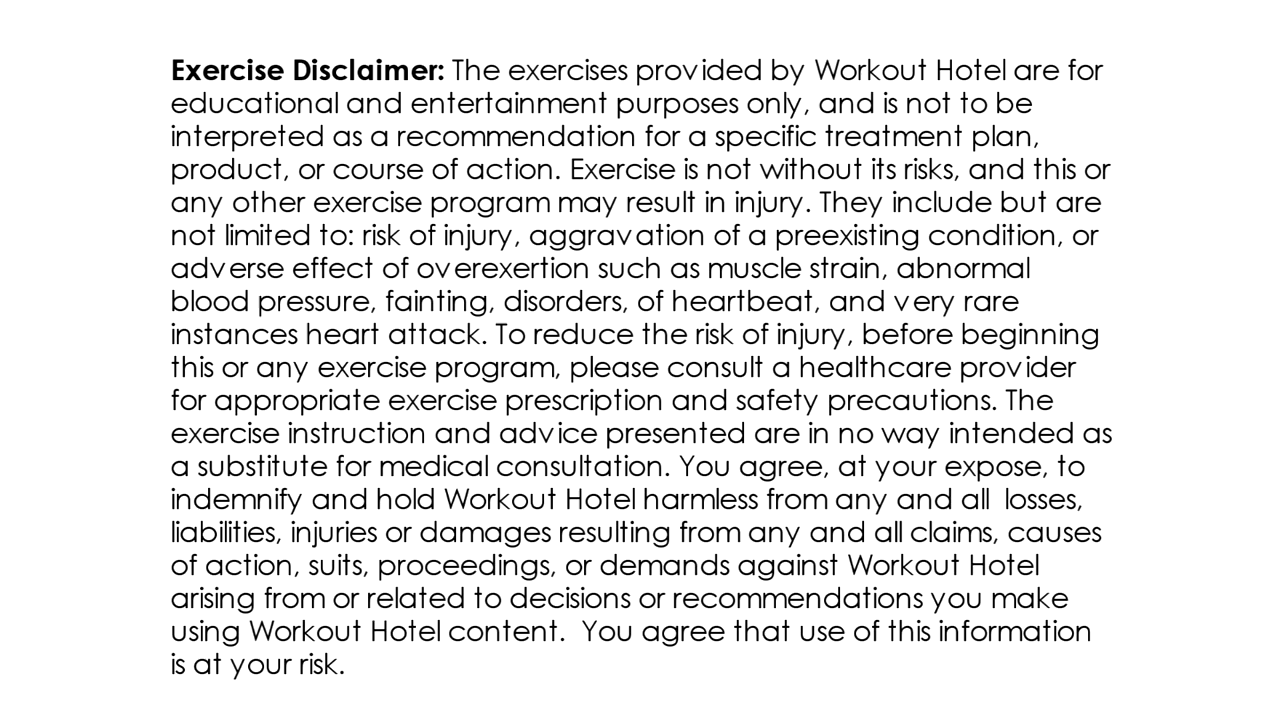 Exercise Disclaimer: The exercises provided by Workout Hotel are for
educational and entertainment purposes only, and is not to be
interpreted as a recommendation for a specific treatment plan,
product, or course of action. Exercise is not without its risks, and this or
any other exercise program may result in injury. They include but are
not limited to: risk of injury, aggravation of a preexisting condition, or
adverse effect of overexertion such as muscle strain, abnormal
blood pressure, fainting, disorders, of heartbeat, and very rare
instances heart attack. To reduce the risk of injury, before beginning
this or any exercise program, please consult a healthcare provider
for appropriate exercise prescription and safety precautions. The
exercise instruction and advice presented are in no way intended as
a substitute for medical consultation. You agree, at your expose, to
indemnify and hold Workout Hotel harmless from any and all  losses,
liabilities, injuries or damages resulting from any and all claims, causes
of action, suits, proceedings, or demands against Workout Hotel
arising from or related to decisions or recommendations you make
using Workout Hotel content.  You agree that use of this information
is at your risk.